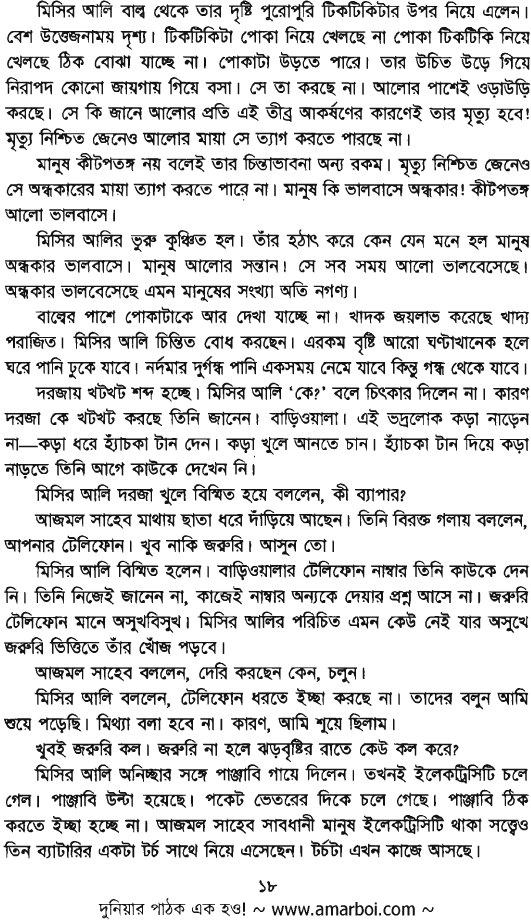 মিসির আলি বাল্ব থেকে তার দৃষ্টি পুরোপুরি টিকটিকিটার উপর নিয়ে এলেন।
বেশ উত্তেজনাময় দৃশ্য। টিকটিকিটা পোকা নিয়ে খেলছে না পোকা টিকটিকি নিয়ে
খেলছে ঠিক বোঝা যাচ্ছে না। পোকাটা উড়তে পারে। তার উচিত উড়ে গিয়ে
নিরাপদ কোনো জায়গায় গিয়ে বসা। সে তা করছে না। আলোর পাশেই ওড়াউড়ি
করছে। সে কি জানে আলোর প্রতি এই তীব্র আকর্ষণের কারণেই তার মৃত্যু হবে!
মৃত্যু নিশ্চিত জেনেও আলোর মায়া সে ত্যাগ করতে পারছে না।
মানুষ কীটপতঙ্গ নয় বলেই তার চিন্তাভাবনা অন্য রকম। মৃত্যু নিশ্চিত জেনেও
সে অন্ধকারের মায়া ত্যাগ করতে পারে না। মানুষ কি ভালবাসে অন্ধকার! কীটপতঙ্গ
আলো ভালবাসে।
মিসির আলির ভুরু কুঞ্চিত হল। তাঁর হঠাৎ করে কেন যেন মনে হল মানুষ
অন্ধকার ভালবাসে। মানুষ আলোর সন্তান। সে সব সময় আলো ভালবেসেছে।
অন্ধকার ভালবেসেছে এমন মানুষের সংখ্যা অতি নগণ্য।
বাল্বের পাশে পোকাটাকে আর দেখা যাচ্ছে না। খাদক জয়লাভ করেছে খাদ্য
পরাজিত। মিসির আলি চিন্তিত বোধ করছেন। এরকম বৃষ্টি আরো ঘণ্টাখানেক হলে
ঘরে পানি ঢুকে যাবে। নর্দমার দুর্গন্ধ পানি একসময় নেমে যাবে কিন্তু গন্ধ থেকে যাবে।
দরজায় খটখট শব্দ হচ্ছে। মিসির আলি ‘কে?’ বলে চিৎকার দিলেন না। কারণ
দরজা কে খটখট করছে তিনি জানেন। বাড়িওয়ালা। এই ভদ্রলোক কড়া নাড়েন
না—কড়া ধরে হ্যাঁচকা টান দেন। কড়া খুলে আনতে চান। হ্যাঁচকা টান দিয়ে কড়া
নাড়তে তিনি আগে কাউকে দেখেন নি।
মিসির আলি দরজা খুলে বিস্মিত হয়ে বললেন, কী ব্যাপার?
আজমল সাহেব মাথায় ছাতা ধরে দাঁড়িয়ে আছেন। তিনি বিরক্ত গলায় বললেন,
আপনার টেলিফোন। খুব নাকি জরুরি। আসুন তো।
মিসির আলি বিস্মিত হলেন। বাড়িওয়ালার টেলিফোন নাম্বার তিনি কাউকে দেন
নি। তিনি নিজেই জানেন না, কাজেই নাম্বার অন্যকে দেয়ার প্রশ্ন আসে না। জরুরি
টেলিফোন মানে অসুখবিসুখ। মিসির আলির পরিচিত এমন কেউ নেই যার অসুখে
জরুরি ভিত্তিতে তাঁর খোঁজ পড়বে।
আজমল সাহেব বললেন, দেরি করছেন কেন, চলুন।
মিসির আলি বললেন, টেলিফোন ধরতে ইচ্ছা করছে না। তাদের বলুন আমি
শুয়ে পড়েছি। মিথ্যা বলা হবে না। কারণ, আমি শুয়ে ছিলাম।
খুবই জরুরি কল। জরুরি না হলে ঝড়বৃষ্টির রাতে কেউ কল করে?
মিসির আলি অনিচ্ছার সঙ্গে পাঞ্জাবি গায়ে দিলেন। তখনই ইলেকট্রিসিটি চলে
গেল। পাঞ্জাবি উল্টা হয়েছে। পকেট ভেতরের দিকে চলে গেছে। পাঞ্জাবি ঠিক
করতে ইচ্ছা হচ্ছে না। আজমল সাহেব সাবধানী মানুষ ইলেকট্রিসিটি থাকা সত্ত্বেও
তিন ব্যাটারির একটা টর্চ সাথে নিয়ে এসেছেন। টর্চটা এখন কাজে আসছে।
১৮
দুনিয়ার পাঠক এক হও! ~ www.amarboi.com ~